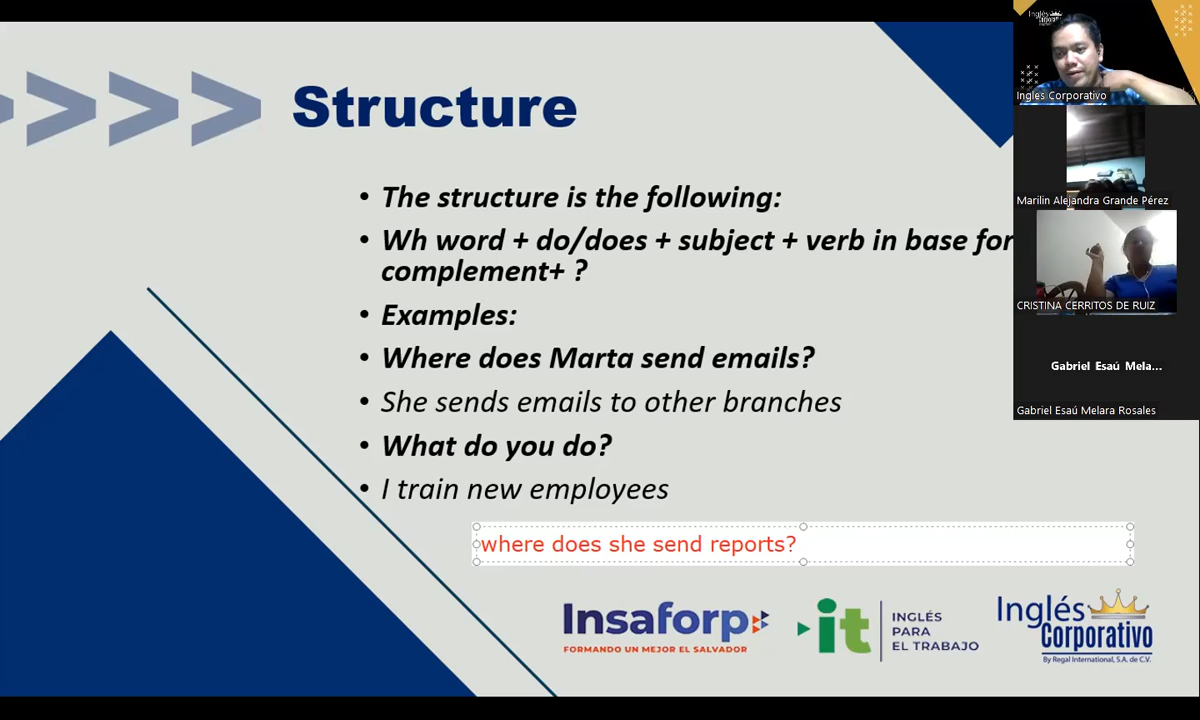 Structure
The structure is the following:
Wh word + do/does + subject + verb in base for
complement+ ?
Examples:
Where does Marta send emails?
She sends emails to other branches
What do you do?
I train new employees
where does she send reports?
Insaforp
FORMANDO UN MEJOR EL SALVADOR
it
INGLÉS
PARA
EL TRABAJO
Inglés
Corporativo
By Regal International, S.A. de C.V.
Inglés
Corporativo
Ingles Corporativo
Marilin Alejandra Grande Pérez
CRISTINA CERRITOS DE RUIZ
Gabriel Esaú Mela...
Gabriel Esaú Melara Rosales